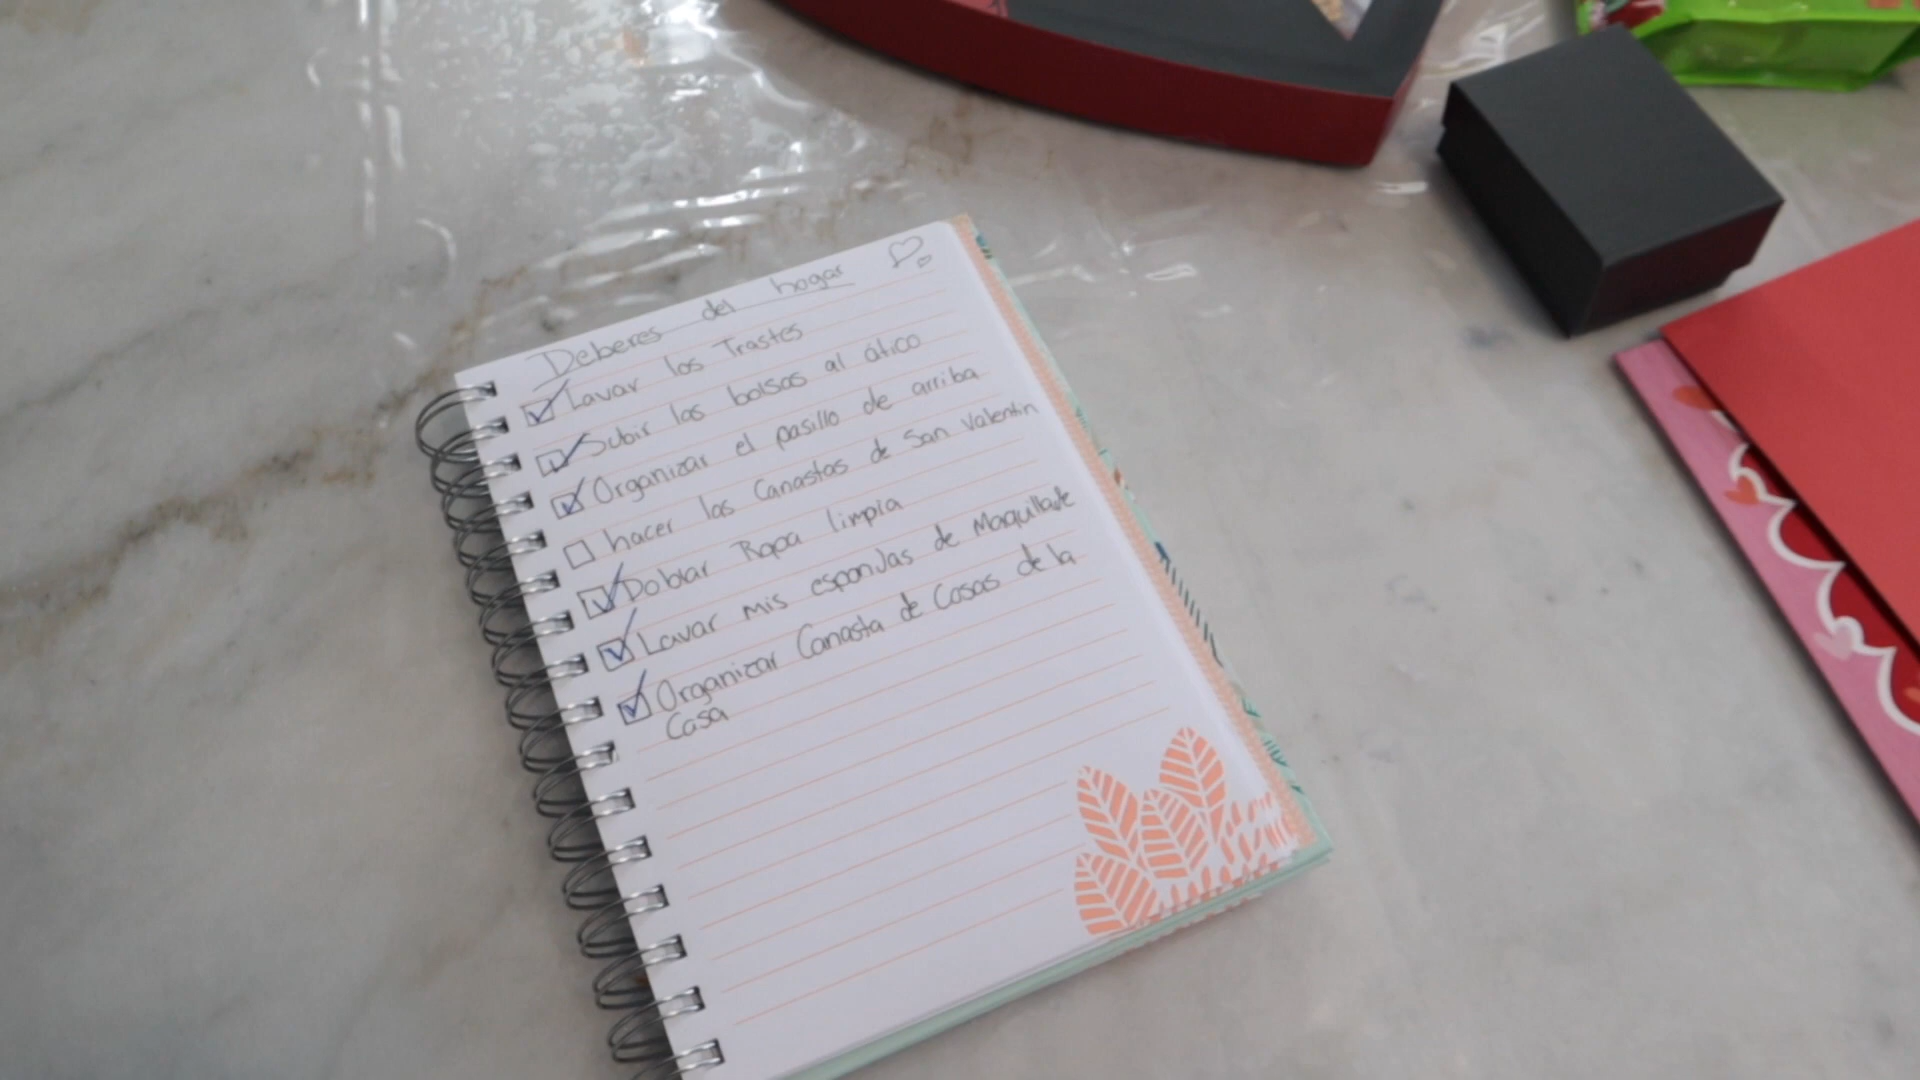 Deberes del hogar
Lavar los Trastes
Subir las bolsas al ático
Organizar el pasillo de arriba
hacer las Canastas de San Valentin
Doblar Ropa limpia
Lavar mis esponJas de Maquillaje
Organizar Canasta de Cosas de la
Casa